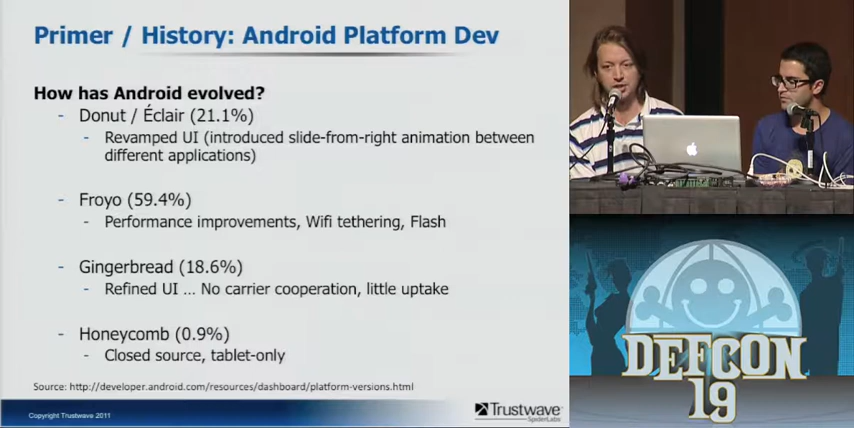 Primer / History: Android Platform Dev
How has Android evolved?
- Donut / Éclair (21.1%)
- Revamped UI (introduced slide-from-right animation between
different applications)
- Froyo (59.4%)
- Performance improvements, Wifi tethering, Flash
- Gingerbread (18.6%)
- Refined UI ... No carrier cooperation, little uptake
- Honeycomb (0.9%)
- Closed source, tablet-only
Source: http://developer.android.com/resources/dashboard/platform-versions.html
Copyright Trustwave 2011
Trustwave
SpiderLabs
DEFCON
19